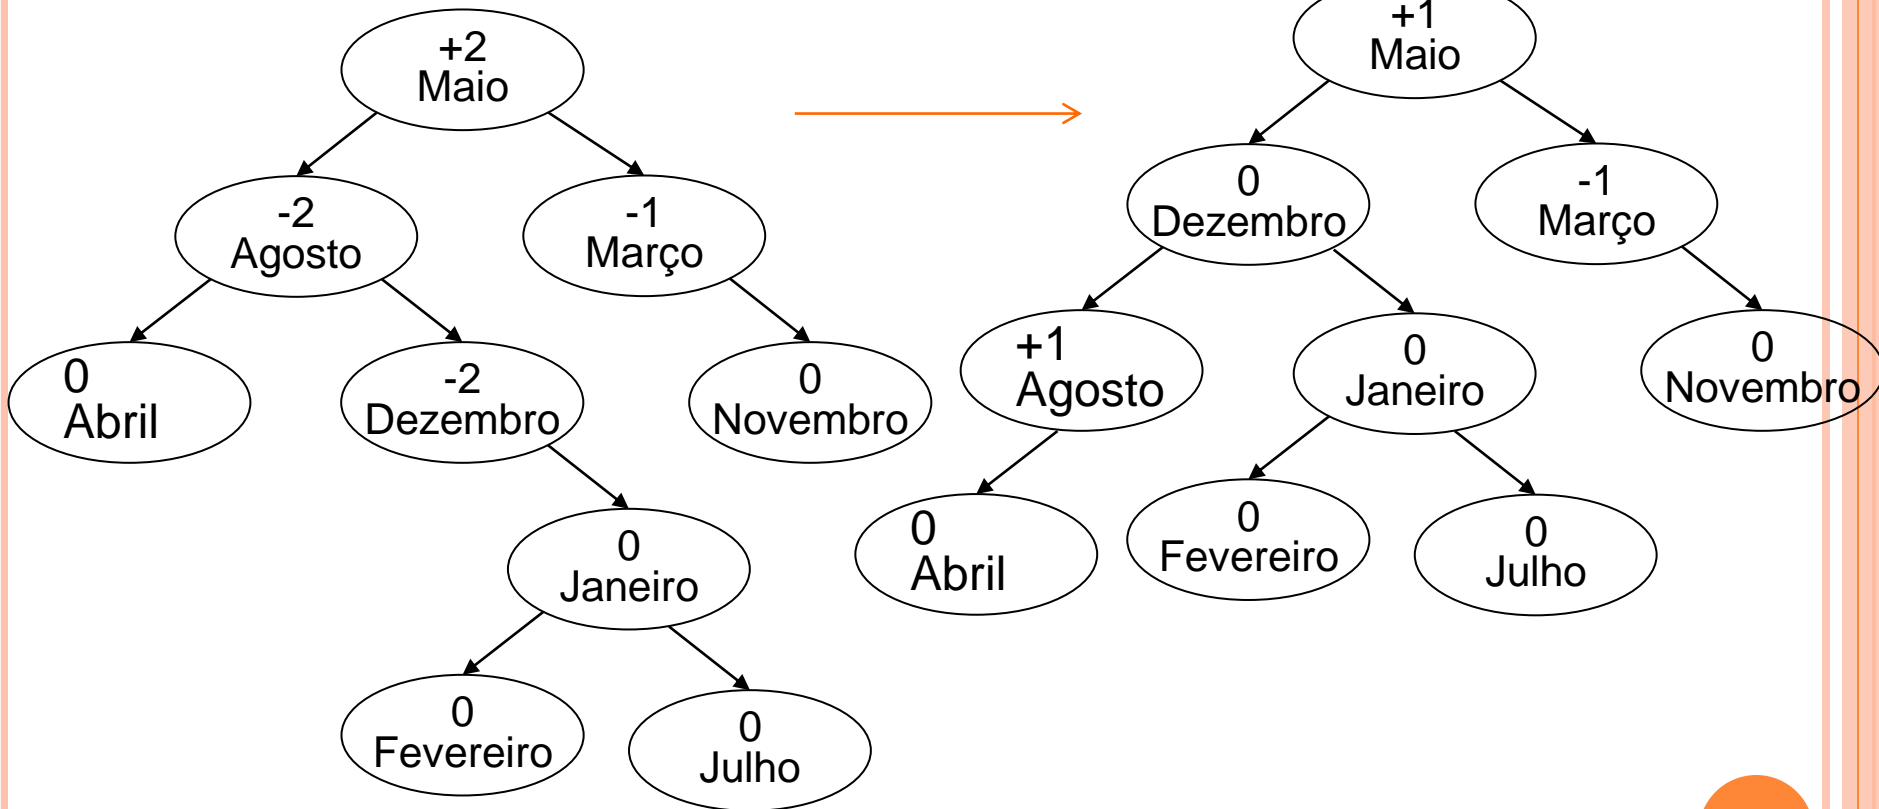 +2
Maio
-2
Agosto
-1
Março
0
Abril
-2
Dezembro
0
Novembro
0
Janeiro
0
Fevereiro
0
Julho
+1
Maio
0
Dezembro
-1
Março
+1
Agosto
0
Janeiro
0
Novembro
0
Abril
0
Fevereiro
0
Julho